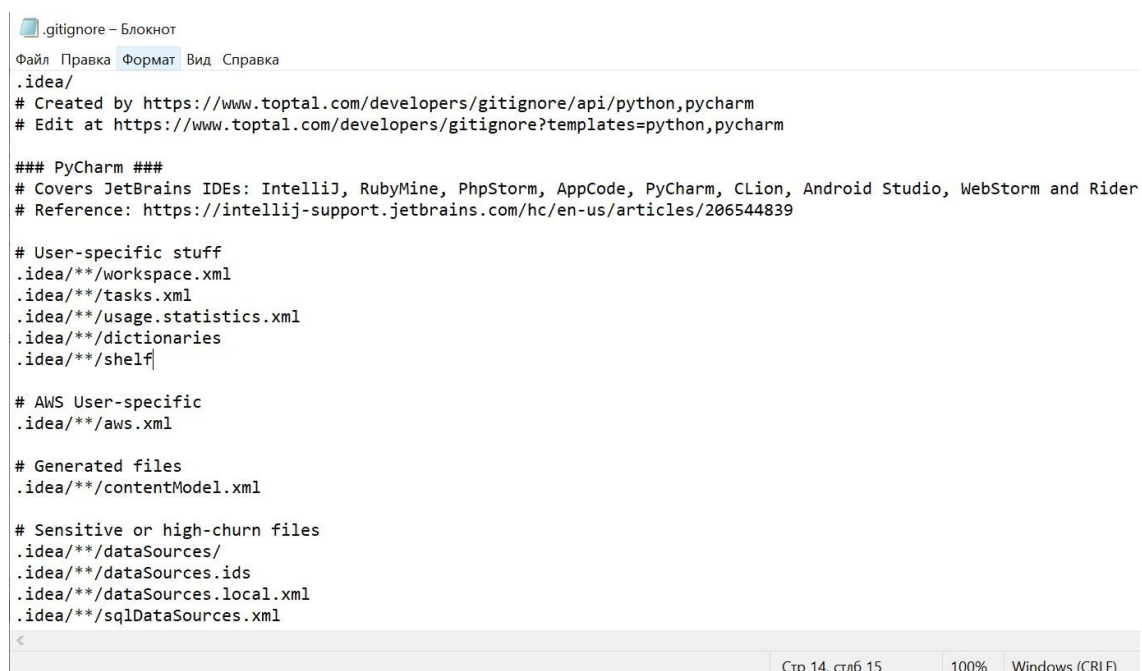 .gitignore – Блокнот
Файл Правка Формат Вид Справка
.idea/
# Created by https://www.toptal.com/developers/gitignore/api/python,pycharm
# Edit at https://www.toptal.com/developers/gitignore?templates=python,pycharm
### PyCharm ###
# Covers JetBrains IDEs: IntelliJ, RubyMine, PhpStorm, AppCode, PyCharm, CLion, Android Studio, WebStorm and Rider
# Reference: https://intellij-support.jetbrains.com/hc/en-us/articles/206544839
# User-specific stuff
.idea/**/workspace.xml
.idea/**/tasks.xml
.idea/**/usage.statistics.xml
.idea/**/dictionaries
.idea/**/shelf
# AWS User-specific
.idea/**/aws.xml
# Generated files
.idea/**/contentModel.xml
# Sensitive or high-churn files
.idea/**/dataSources/
.idea/**/dataSources.ids
.idea/**/dataSources.local.xml
.idea/**/sqlDataSources.xml
Стр 14, стлб 15 100% Windows (CRLF)